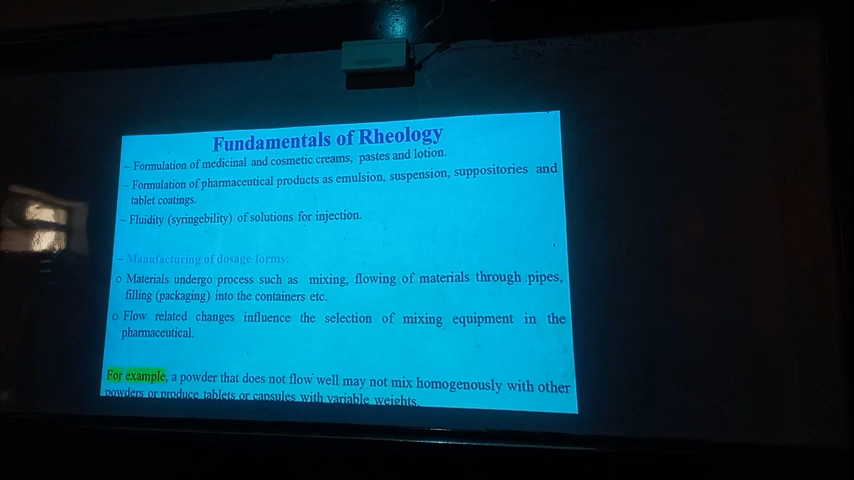 Fundamentals of Rheology
– Formulation of medicinal and cosmetic creams, pastes and lotion.
– Formulation of pharmaceutical products as emulsion, suspension, suppositories and
tablet coatings.
– Fluidity (syringebility) of solutions for injection.
– Manufacturing of dosage forms:
o Materials undergo process such as mixing, flowing of materials through pipes,
filling (packaging) into the containers etc.
o Flow related changes influence the selection of mixing equipment in the
pharmaceutical.
For example, a powder that does not flow well may not mix homogenously with other
powders or produce tablets or capsules with variable weights.